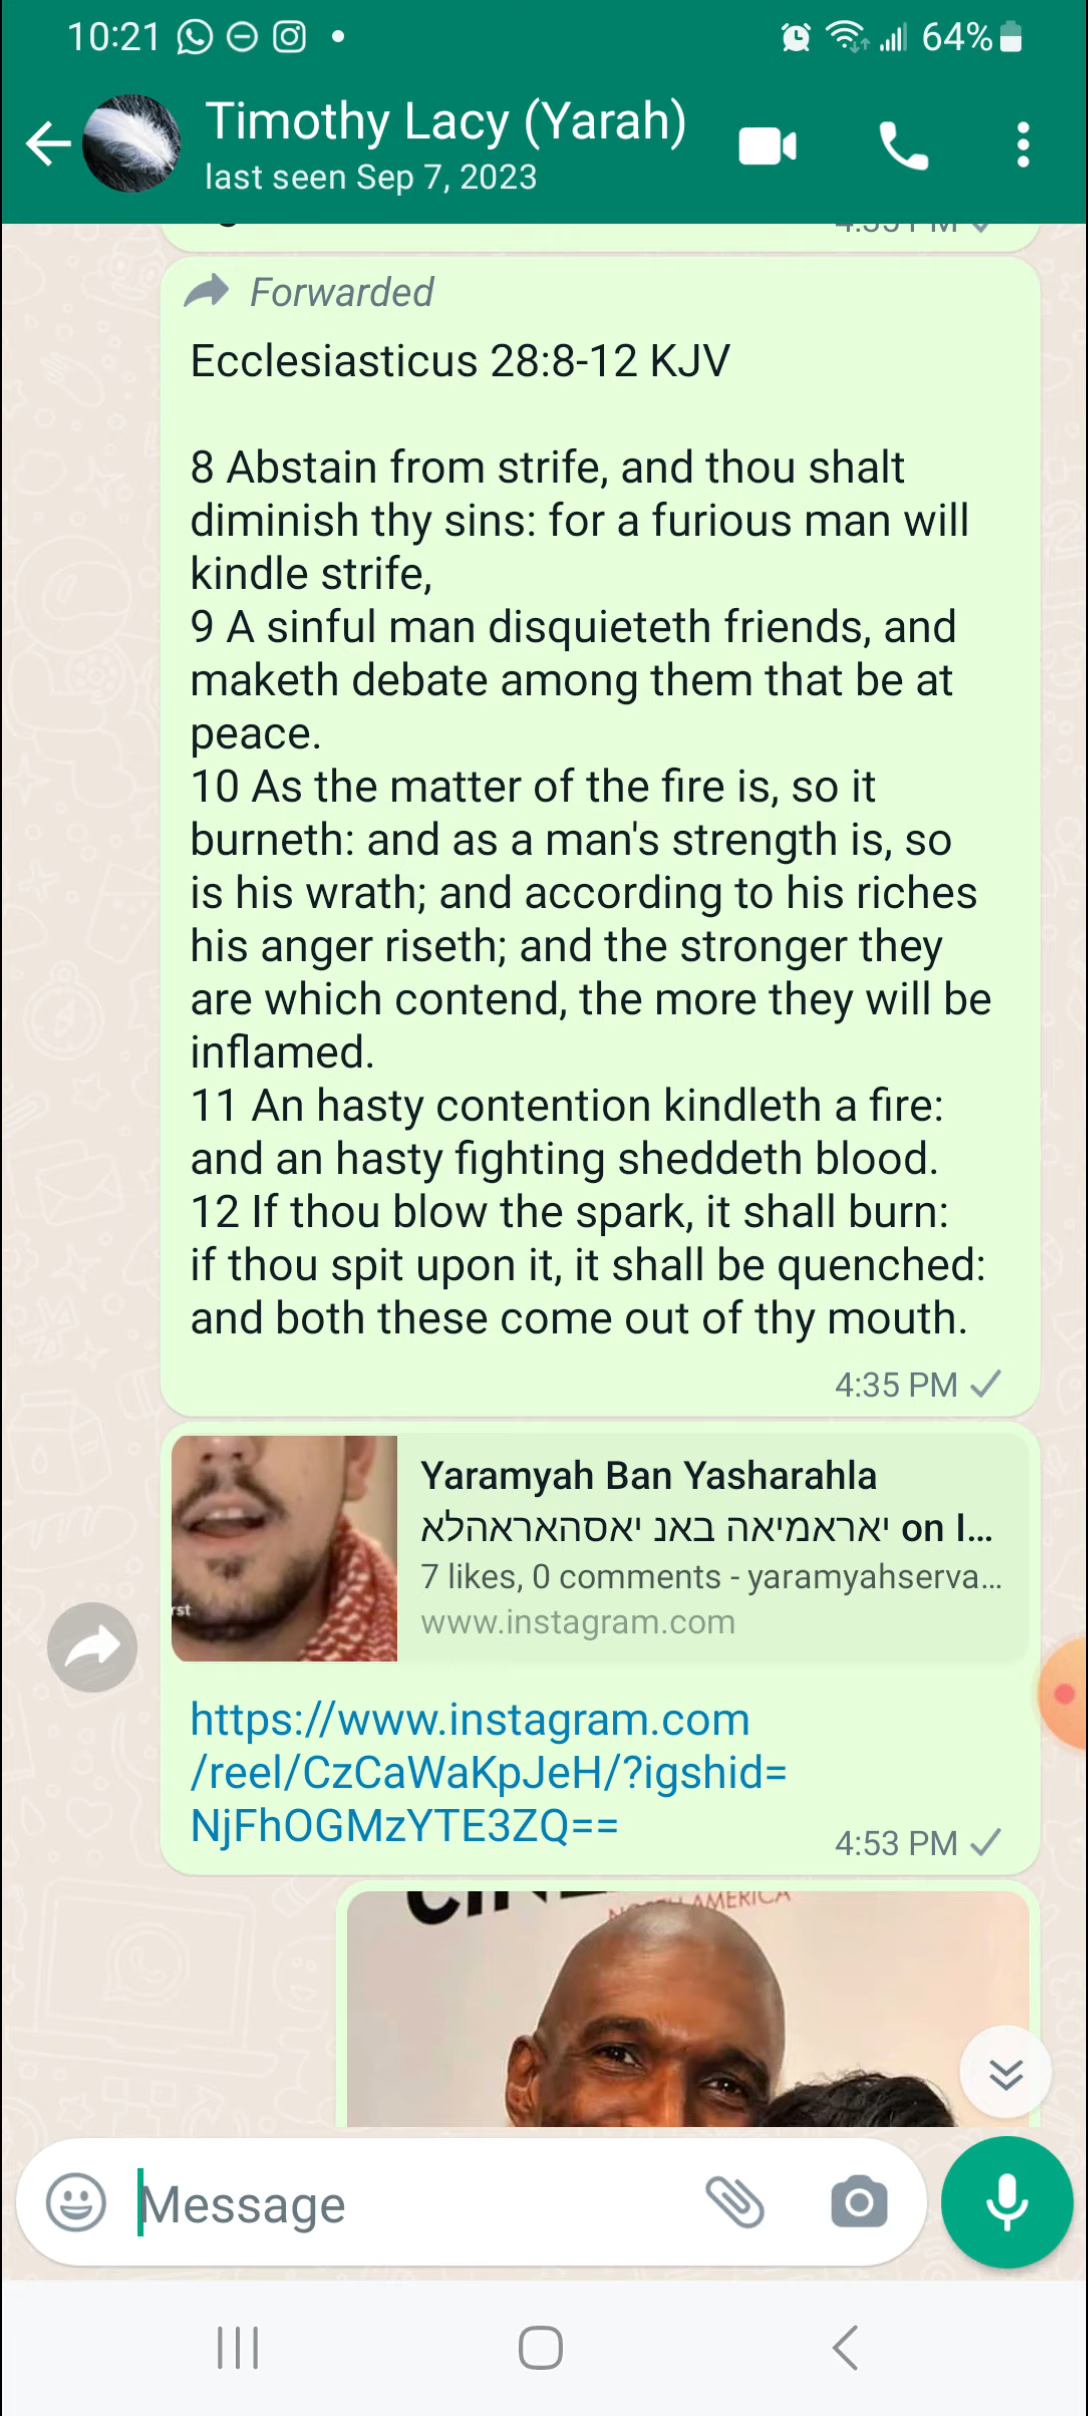 10:21
64%
Timothy Lacy (Yarah)
last seen Sep 7, 2023
Forwarded
Ecclesiasticus 28:8-12 KJV
8 Abstain from strife, and thou shalt
diminish thy sins: for a furious man will
kindle strife,
9 A sinful man disquieteth friends, and
maketh debate among them that be at
peace.
10 As the matter of the fire is, so it
burneth: and as a man's strength is, so
is his wrath; and according to his riches
his anger riseth; and the stronger they
are which contend, the more they will be
inflamed.
11 An hasty contention kindleth a fire:
and an hasty fighting sheddeth blood.
12 If thou blow the spark, it shall burn:
if thou spit upon it, it shall be quenched:
and both these come out of thy mouth.
4:35 PM
Yaramyah Ban Yasharahla
יאראמיאה באנ יאסהאראהלא on I...
7 likes, 0 comments - yaramyahserva...
www.instagram.com
rst
https://www.instagram.com
/reel/CzCaWaKpJeH/?igshid=
NjFhOGMzYTE3ZQ==
4:53 PM
AMERICA
Message